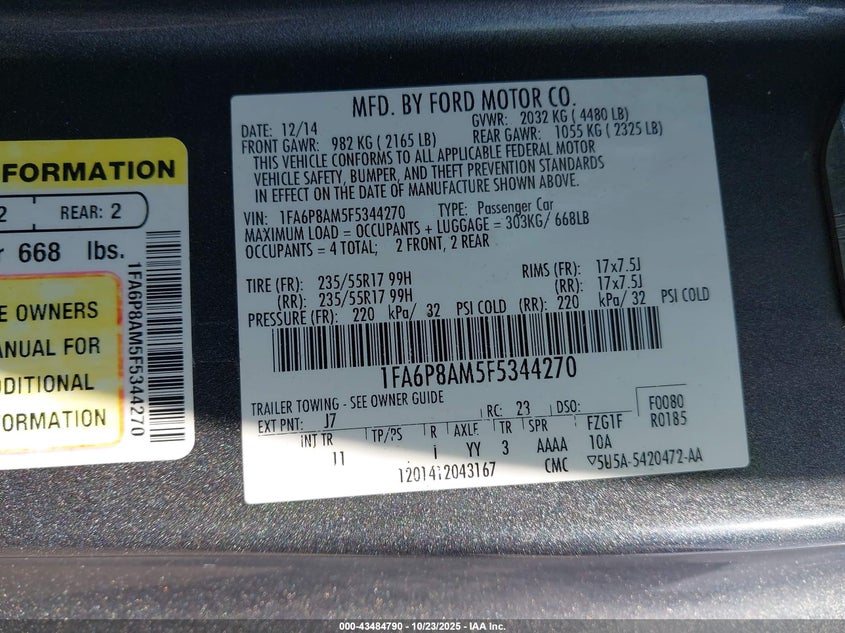 MFD. BY FORD MOTOR CO.
DATE: 12/14
GVWR: 2032 KG ( 4480 LB)
FRONT GAWR: 982 KG ( 2165 LB)
REAR GAWR: 1055 KG ( 2325 LB)
THIS VEHICLE CONFORMS TO ALL APPLICABLE FEDERAL MOTOR
VEHICLE SAFETY, BUMPER, AND THEFT PREVENTION STANDARDS
IN EFFECT ON THE DATE OF MANUFACTURE SHOWN ABOVE.
VIN: 1FA6P8AM5F5344270 TYPE: Passenger Car
MAXIMUM LOAD = OCCUPANTS + LUGGAGE = 303KG/ 668LB
OCCUPANTS = 4 TOTAL; 2 FRONT, 2 REAR
TIRE (FR): 235/55R17 99H RIMS (FR): 17x7.5J
(RR): 235/55R17 99H (RR): 17x7.5J
PRESSURE (FR): 220 kPa/ 32 PSI COLD (RR): 220 kPa/ 32 PSI COLD
1FA6P8AM5F5344270
TRAILER TOWING - SEE OWNER GUIDE
EXT PNT: J7 RC: 23 DSO: F0080
FZG1F R0185
INT TR TP/PS R AXLE TR SPR
11 i YY 3 AAAA 10A
1201412043167 CMC ▽5U5A-5420472-AA
FORMATION
2 REAR: 2
r 668 lbs.
E OWNERS
ANUAL FOR
DDITIONAL
FORMATION
1FA6P8AM5F5344270
000-43484790 - 10/23/2025 - IAA Inc.